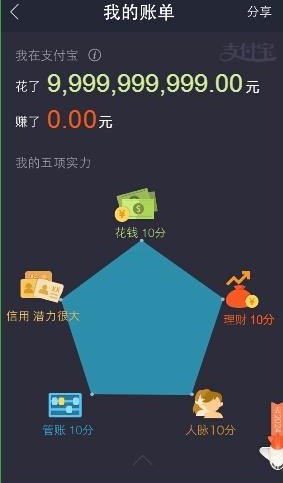 我的账单
分享
我在支付宝
支付宝
花了 9,999,999,999.00元
赚了 0.00元
我的五项实力
花钱 10分
信用 潜力很大
理财 10分
管账 10分
人脉10分